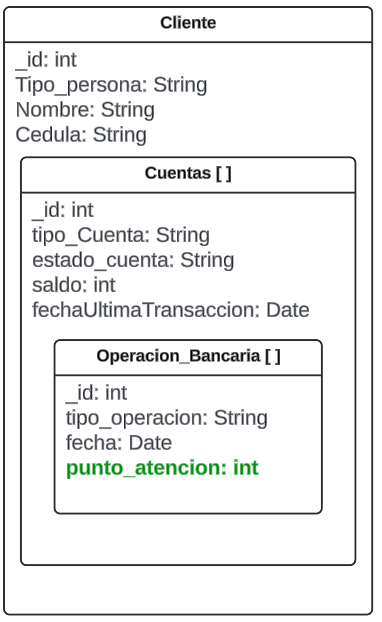 Cliente
_id: int
Tipo_persona: String
Nombre: String
Cedula: String
Cuentas [ ]
_id: int
tipo_Cuenta: String
estado_cuenta: String
saldo: int
fechaUltimaTransaccion: Date
Operacion_Bancaria [ ]
_id: int
tipo_operacion: String
fecha: Date
punto_atencion: int